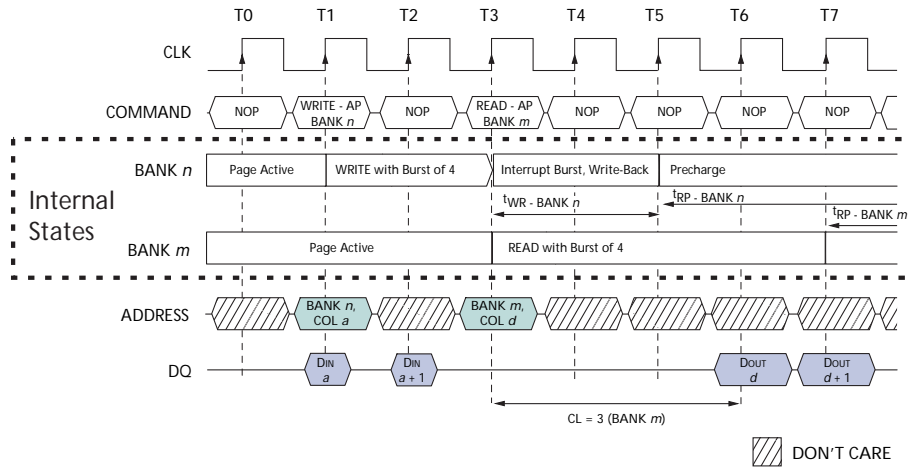 T0 T1 T2 T3 T4 T5 T6 T7
CLK
COMMAND NOP WRITE - AP BANK n NOP READ - AP BANK m NOP NOP NOP NOP
Internal States
BANK n Page Active WRITE with Burst of 4 Interrupt Burst, Write-Back Precharge
tWR - BANK n tRP - BANK n
tRP - BANK m
BANK m Page Active READ with Burst of 4
ADDRESS BANK n, COL a BANK m, COL d
DQ DIN a DIN a + 1 DOUT d DOUT d + 1
CL = 3 (BANK m)
DON'T CARE